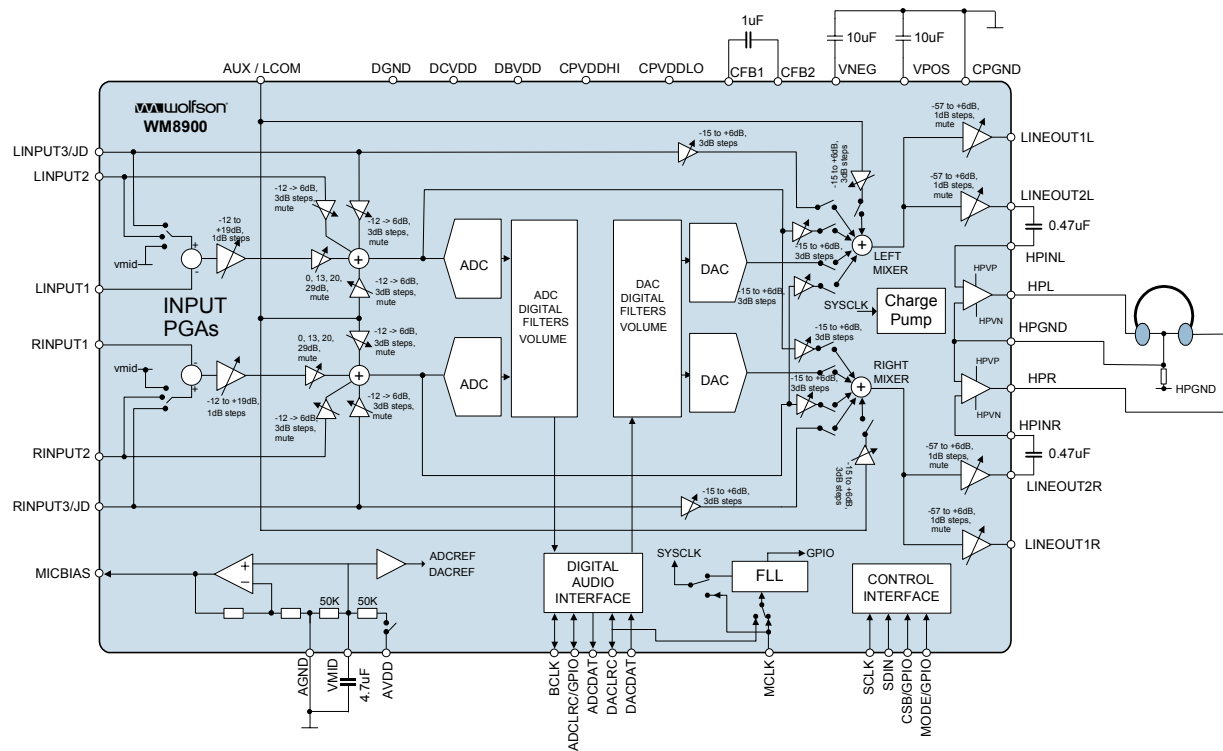 1uF
10uF
10uF
AUX / LCOM
DGND
DCVDD
DBVDD
CPVDDHI
CPVDDLO
CFB1
CFB2
VNEG
VPOS
CPGND
wolfson
WM8900
LINPUT3/JD
LINPUT2
LINPUT1
RINPUT1
RINPUT2
RINPUT3/JD
MICBIAS
vmid
+
-
INPUT
PGAs
vmid
-
+
-12 to
+19dB,
1dB steps
-12 to +19dB,
1dB steps
-12 -> 6dB,
3dB steps,
mute
-12 -> 6dB,
3dB steps,
mute
0, 13, 20,
29dB,
mute
-12 -> 6dB,
3dB steps,
mute
+
0, 13, 20,
29dB,
mute
-12 -> 6dB,
3dB steps,
mute
+
-12 -> 6dB,
3dB steps,
mute
-12 -> 6dB,
3dB steps,
mute
ADC
ADC
ADC
DIGITAL
FILTERS
VOLUME
DAC
DIGITAL
FILTERS
VOLUME
DAC
DAC
-15 to +6dB,
3dB steps
-15 to +6dB,
3dB steps
-15 to +6dB,
3dB steps
-15 to +6dB,
3dB steps
+
LEFT
MIXER
SYSCLK
Charge
Pump
-15 to +6dB,
3dB steps
-15 to +6dB,
3dB steps
+
RIGHT
MIXER
-15 to +6dB,
3dB steps
-15 to +6dB,
3dB steps
-57 to +6dB,
1dB steps,
mute
LINEOUT1L
-57 to +6dB,
1dB steps,
mute
LINEOUT2L
0.47uF
HPINL
HPVP
HPVN
HPL
HPGND
HPVP
HPVN
HPR
HPGND
HPINR
0.47uF
-57 to +6dB,
1dB steps,
mute
LINEOUT2R
-57 to +6dB,
1dB steps,
mute
LINEOUT1R
+
-
ADCREF
DACREF
50K
50K
DIGITAL
AUDIO
INTERFACE
SYSCLK
FLL
GPIO
CONTROL
INTERFACE
AGND
VMID
4.7uF
AVDD
BCLK
ADCLRC/GPIO
ADCDAT
DACLRC
DACDAT
MCLK
SCLK
SDIN
CSB/GPIO
MODE/GPIO